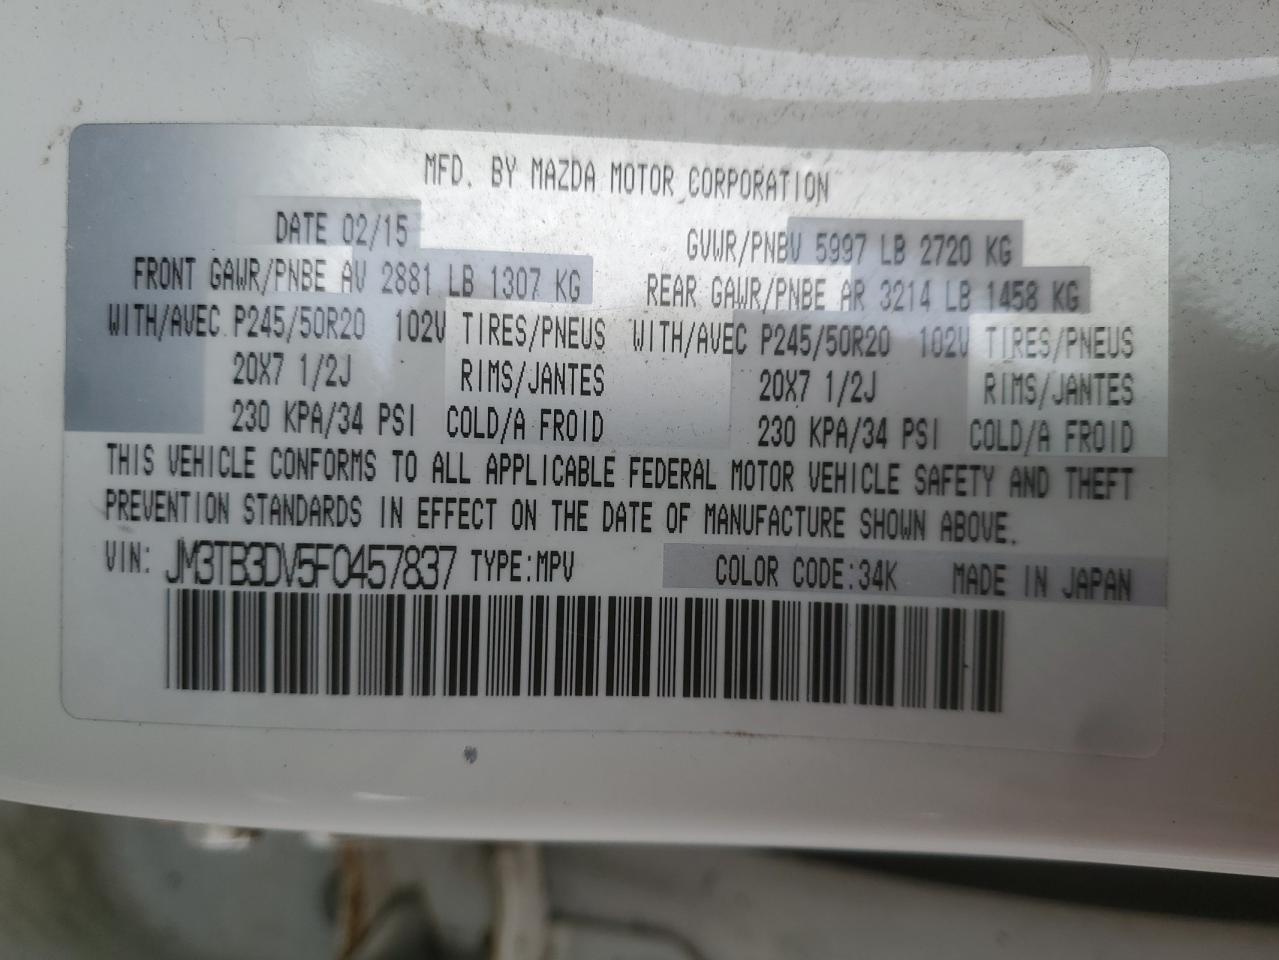 MFD. BY MAZDA MOTOR CORPORATION
DATE 02/15 GVWR/PNBV 5997 LB 2720 KG
FRONT GAWR/PNBE AV 2881 LB 1307 KG REAR GAWR/PNBE AR 3214 LB 1458 KG
WITH/AVEC P245/50R20 102V TIRES/PNEUS WITH/AVEC P245/50R20 102V TIRES/PNEUS
20X7 1/2J RIMS/JANTES 20X7 1/2J RIMS/JANTES
230 KPA/34 PSI COLD/A FROID 230 KPA/34 PSI COLD/A FROID
THIS VEHICLE CONFORMS TO ALL APPLICABLE FEDERAL MOTOR VEHICLE SAFETY AND THEFT
PREVENTION STANDARDS IN EFFECT ON THE DATE OF MANUFACTURE SHOWN ABOVE.
VIN: JM3TB3DV5F0457837 TYPE:MPV COLOR CODE:34K MADE IN JAPAN